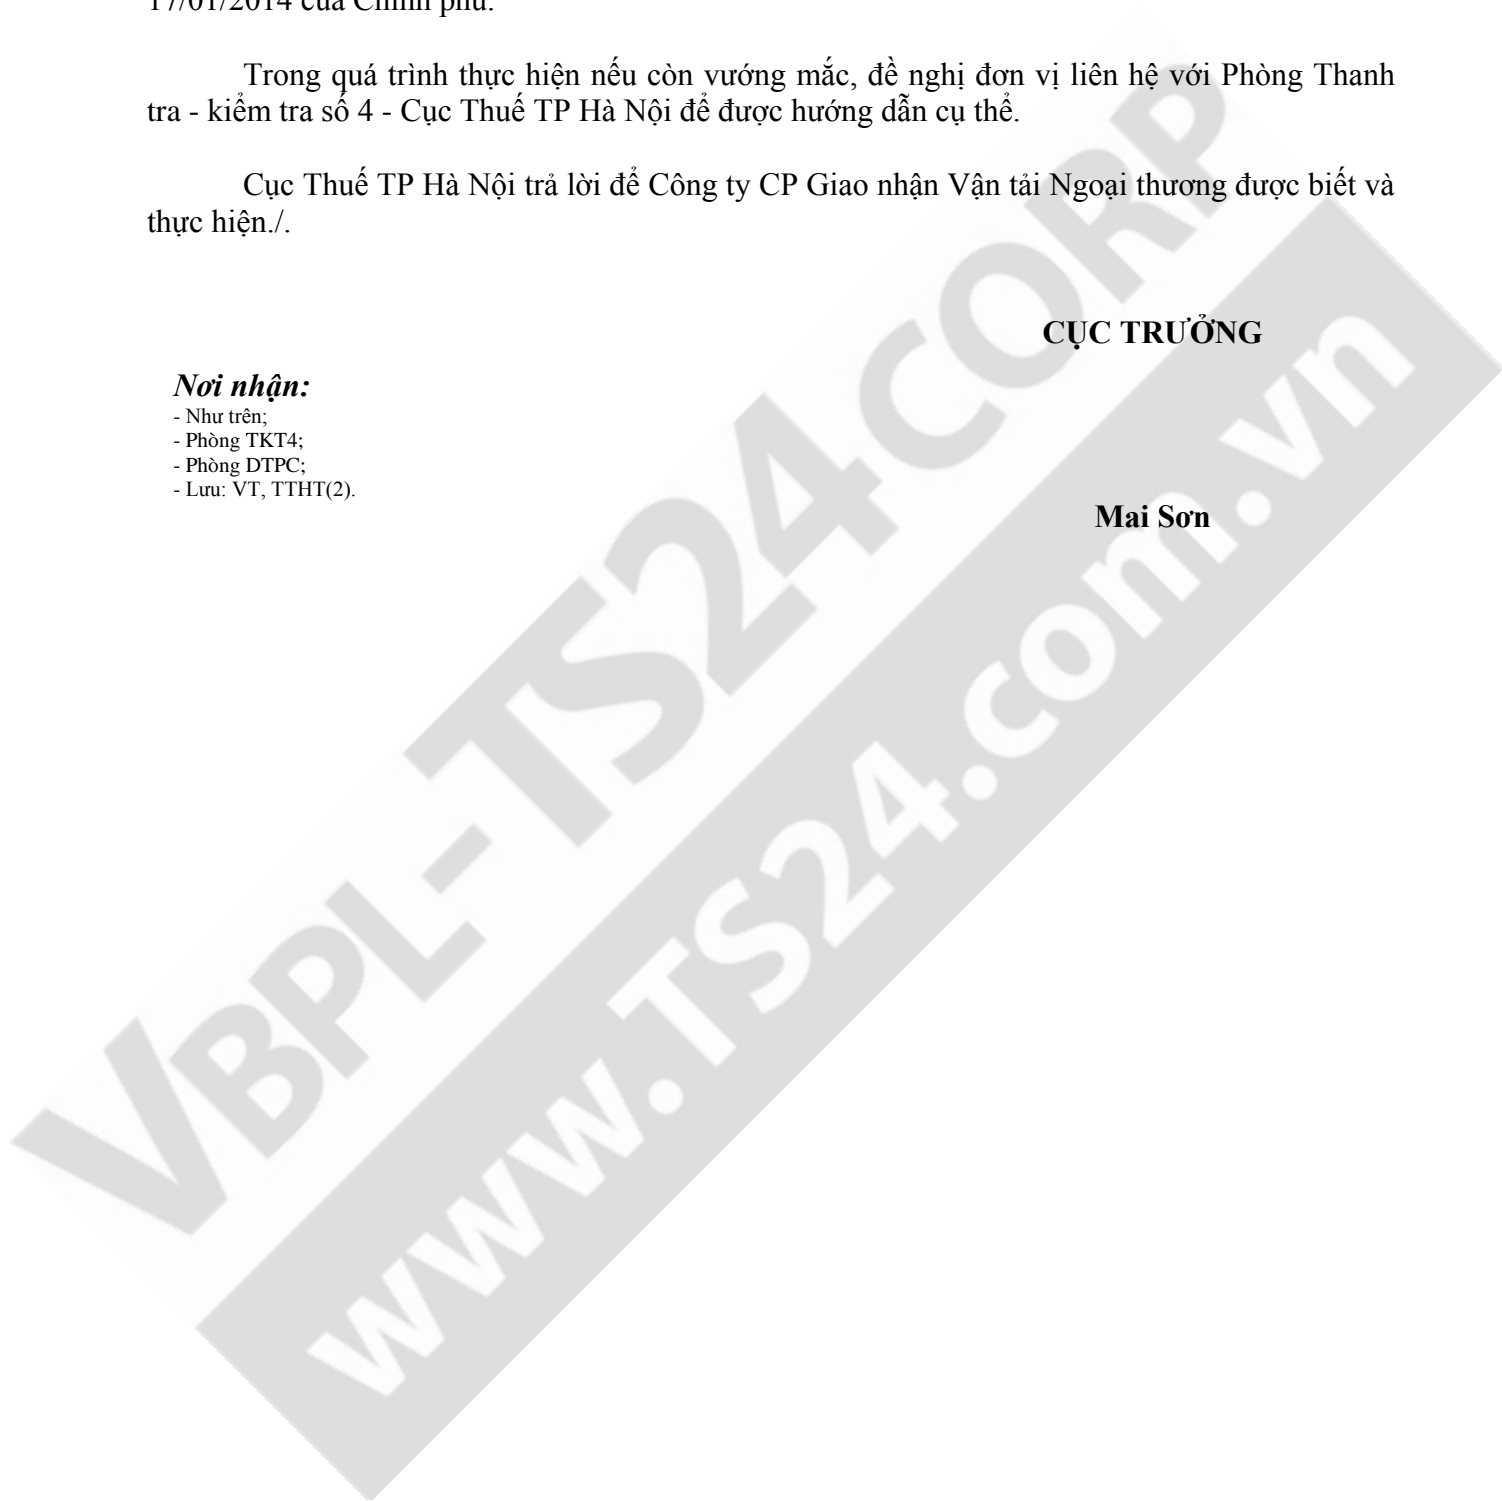 17/01/2014 của Chính phủ.
Trong quá trình thực hiện nếu còn vướng mắc, đề nghị đơn vị liên hệ với Phòng Thanh
tra - kiểm tra số 4 - Cục Thuế TP Hà Nội để được hướng dẫn cụ thể.
Cục Thuế TP Hà Nội trả lời để Công ty CP Giao nhận Vận tải Ngoại thương được biết và
thực hiện./.
CỤC TRƯỞNG
Nơi nhận:
- Như trên;
- Phòng TKT4;
- Phòng DTPC;
- Lưu: VT, TTHT(2).
Mai Sơn
VBPL-TS24CORP
www.TS24.com.vn